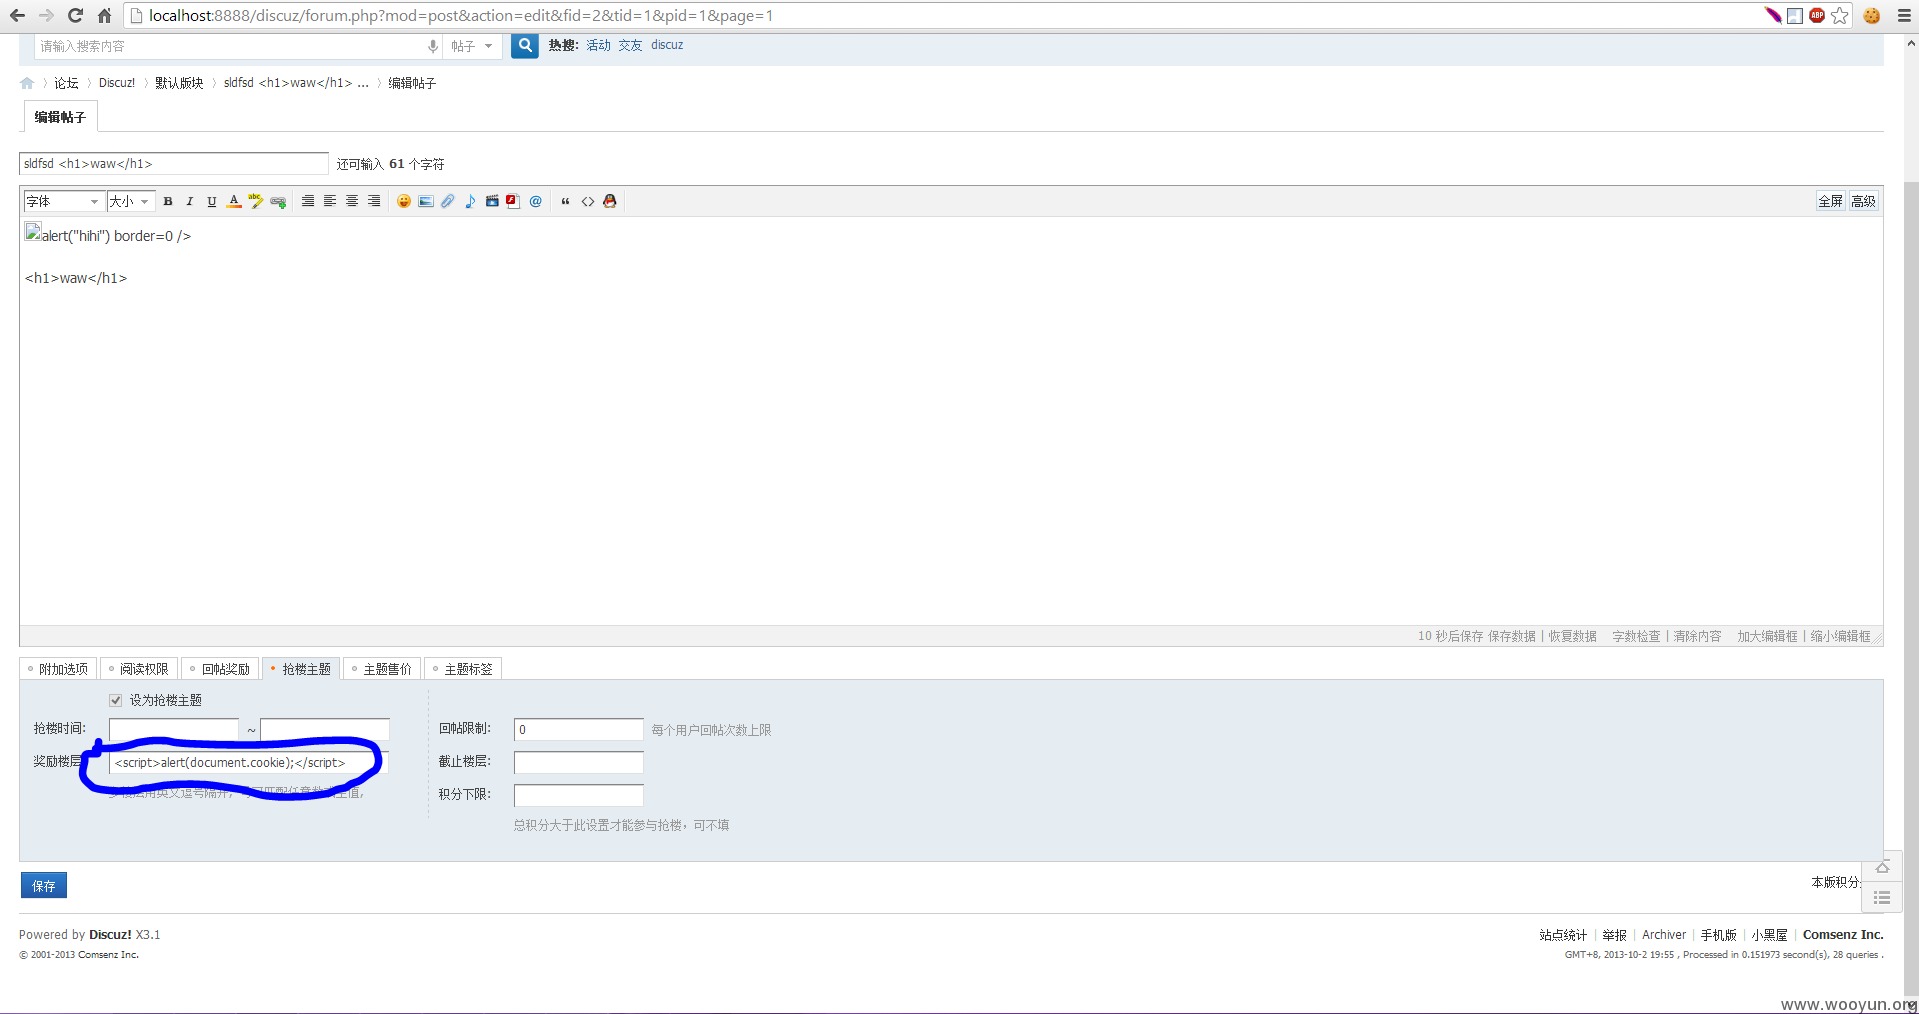 localhost:8888/discuz/forum.php?mod=post&action=edit&fid=2&tid=1&pid=1&page=1
ABP
请输入搜索内容 帖子 热搜: 活动 交友 discuz
论坛 Discuz! 默认版块 sldfsd <h1>waw</h1> ... 编辑帖子
编辑帖子
sldfsd <h1>waw</h1> 还可输入 61 个字符
字体 大小 B I U A abc @ “ <> 全屏 高级
alert("hihi") border=0 />
<h1>waw</h1>
10 秒后保存 保存数据 | 恢复数据 字数检查 | 清除内容 加大编辑框 | 缩小编辑框
附加选项 阅读权限 回帖奖励 抢楼主题 主题售价 主题标签
设为抢楼主题
抢楼时间: ~ 回帖限制: 0 每个用户回帖次数上限
奖励楼层 <script>alert(document.cookie);</script> 截止楼层:
用英文逗号隔开, 积分下限:
总积分大于此设置才能参与抢楼，可不填
保存 本版积分
Powered by Discuz! X3.1 站点统计 | 举报 | Archiver | 手机版 | 小黑屋 | Comsenz Inc.
© 2001-2013 Comsenz Inc. GMT+8, 2013-10-2 19:55 , Processed in 0.151973 second(s), 28 queries .
www.wooyun.org